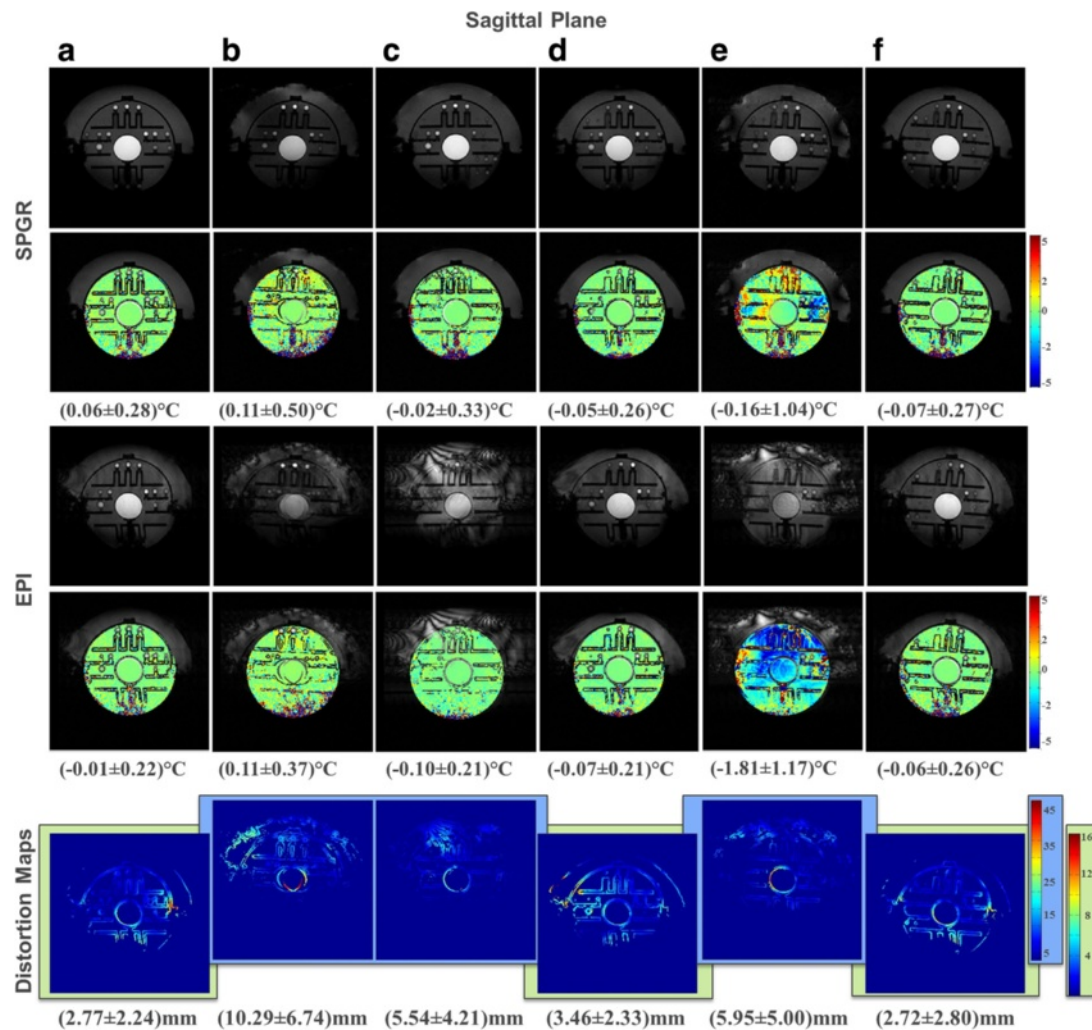 Sagittal Plane
a b c d e f
SPGR
5
2
0
-2
-5
(0.06±0.28)°C (0.11±0.50)°C (-0.02±0.33)°C (-0.05±0.26)°C (-0.16±1.04)°C (-0.07±0.27)°C
EPI
5
2
0
-2
-5
(-0.01±0.22)°C (0.11±0.37)°C (-0.10±0.21)°C (-0.07±0.21)°C (-1.81±1.17)°C (-0.06±0.26)°C
Distortion Maps
45
35
25
15
5
16
12
8
4
(2.77±2.24)mm (10.29±6.74)mm (5.54±4.21)mm (3.46±2.33)mm (5.95±5.00)mm (2.72±2.80)mm